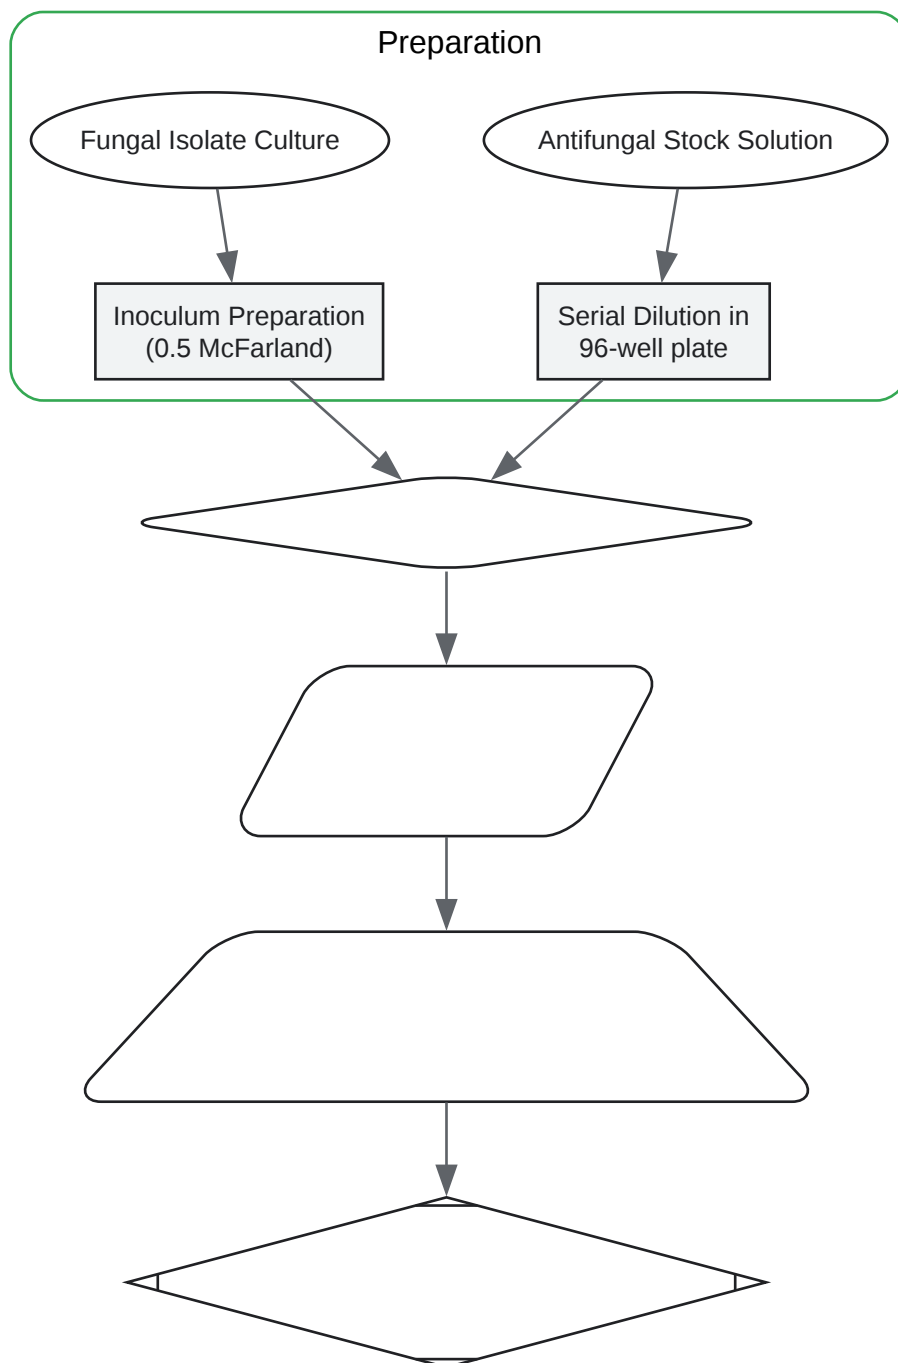 Preparation
Fungal Isolate Culture
Antifungal Stock Solution
Inoculum Preparation
(0.5 McFarland)
Serial Dilution in
96-well plate